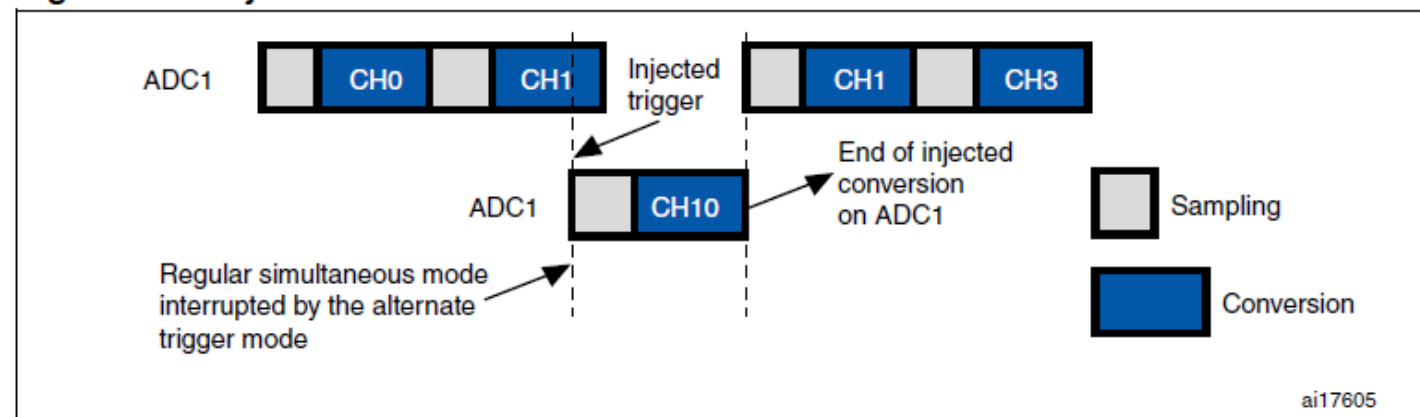 ADC1
CH0
CH1
Injected
trigger
CH1
CH3
ADC1
CH10
End of injected
conversion
on ADC1
Sampling
Regular simultaneous mode
interrupted by the alternate
trigger mode
Conversion
ai17605